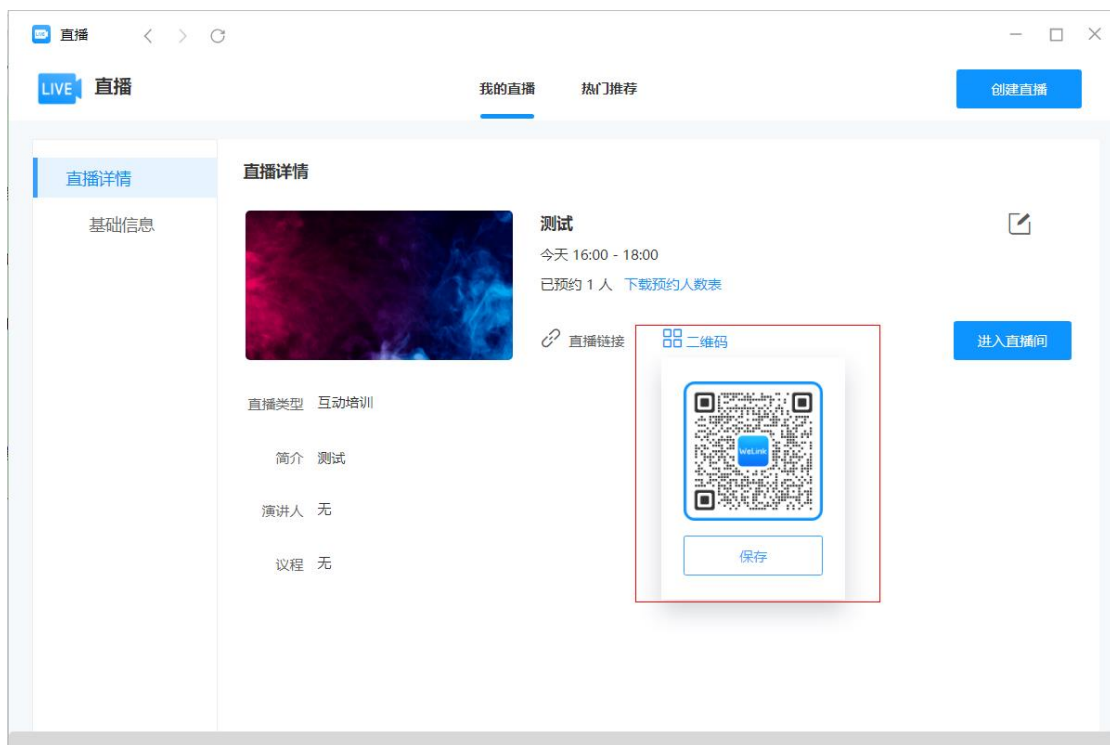 直播
LIVE 直播
我的直播 热门推荐
创建直播
直播详情
基础信息
直播详情
测试
今天 16:00 - 18:00
已预约 1 人 下载预约人数表
直播链接 二维码
进入直播间
WeLink
保存
直播类型 互动培训
简介 测试
演讲人 无
议程 无